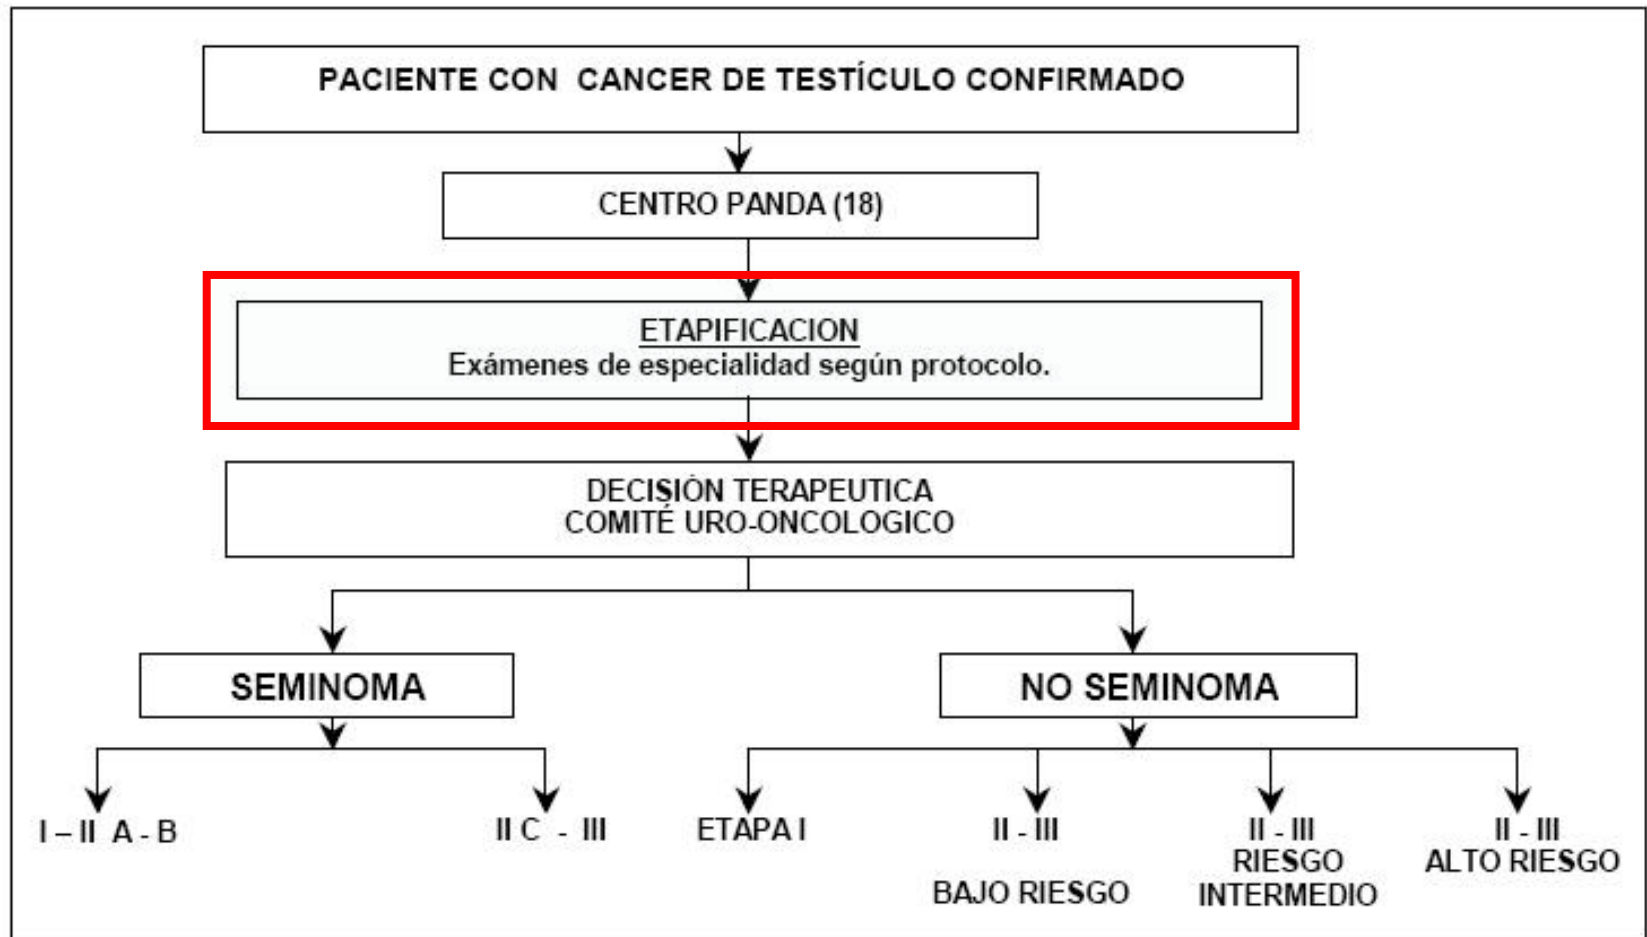 PACIENTE CON CANCER DE TESTÍCULO CONFIRMADO
CENTRO PANDA (18)
ETAPIFICACION
Exámenes de especialidad según protocolo.
DECISIÓN TERAPEUTICA
COMITÉ URO-ONCOLOGICO
SEMINOMA
NO SEMINOMA
I – II A - B
II C - III
ETAPA I
II - III
BAJO RIESGO
II - III
RIESGO
INTERMEDIO
II - III
ALTO RIESGO